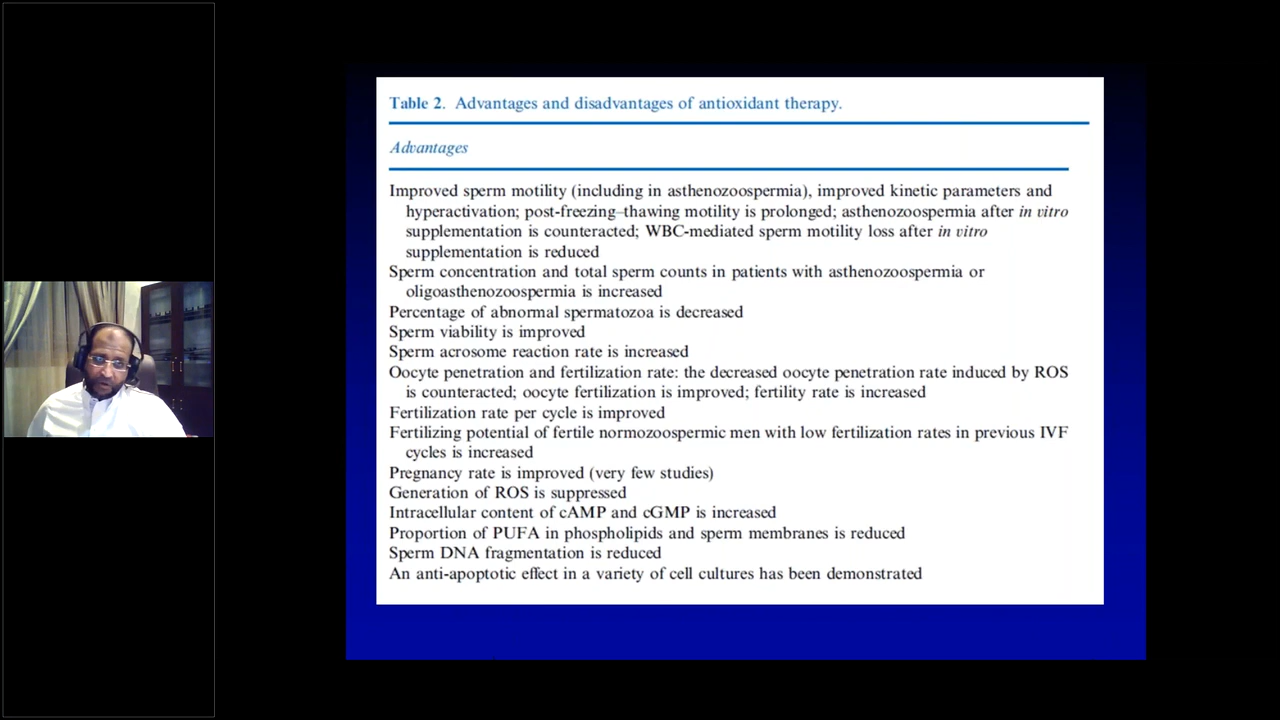 Table 2. Advantages and disadvantages of antioxidant therapy.
Advantages
Improved sperm motility (including in asthenozoospermia), improved kinetic parameters and
hyperactivation; post-freezing–thawing motility is prolonged; asthenozoospermia after in vitro
supplementation is counteracted; WBC-mediated sperm motility loss after in vitro
supplementation is reduced
Sperm concentration and total sperm counts in patients with asthenozoospermia or
oligoasthenozoospermia is increased
Percentage of abnormal spermatozoa is decreased
Sperm viability is improved
Sperm acrosome reaction rate is increased
Oocyte penetration and fertilization rate: the decreased oocyte penetration rate induced by ROS
is counteracted; oocyte fertilization is improved; fertility rate is increased
Fertilization rate per cycle is improved
Fertilizing potential of fertile normozoospermic men with low fertilization rates in previous IVF
cycles is increased
Pregnancy rate is improved (very few studies)
Generation of ROS is suppressed
Intracellular content of cAMP and cGMP is increased
Proportion of PUFA in phospholipids and sperm membranes is reduced
Sperm DNA fragmentation is reduced
An anti-apoptotic effect in a variety of cell cultures has been demonstrated